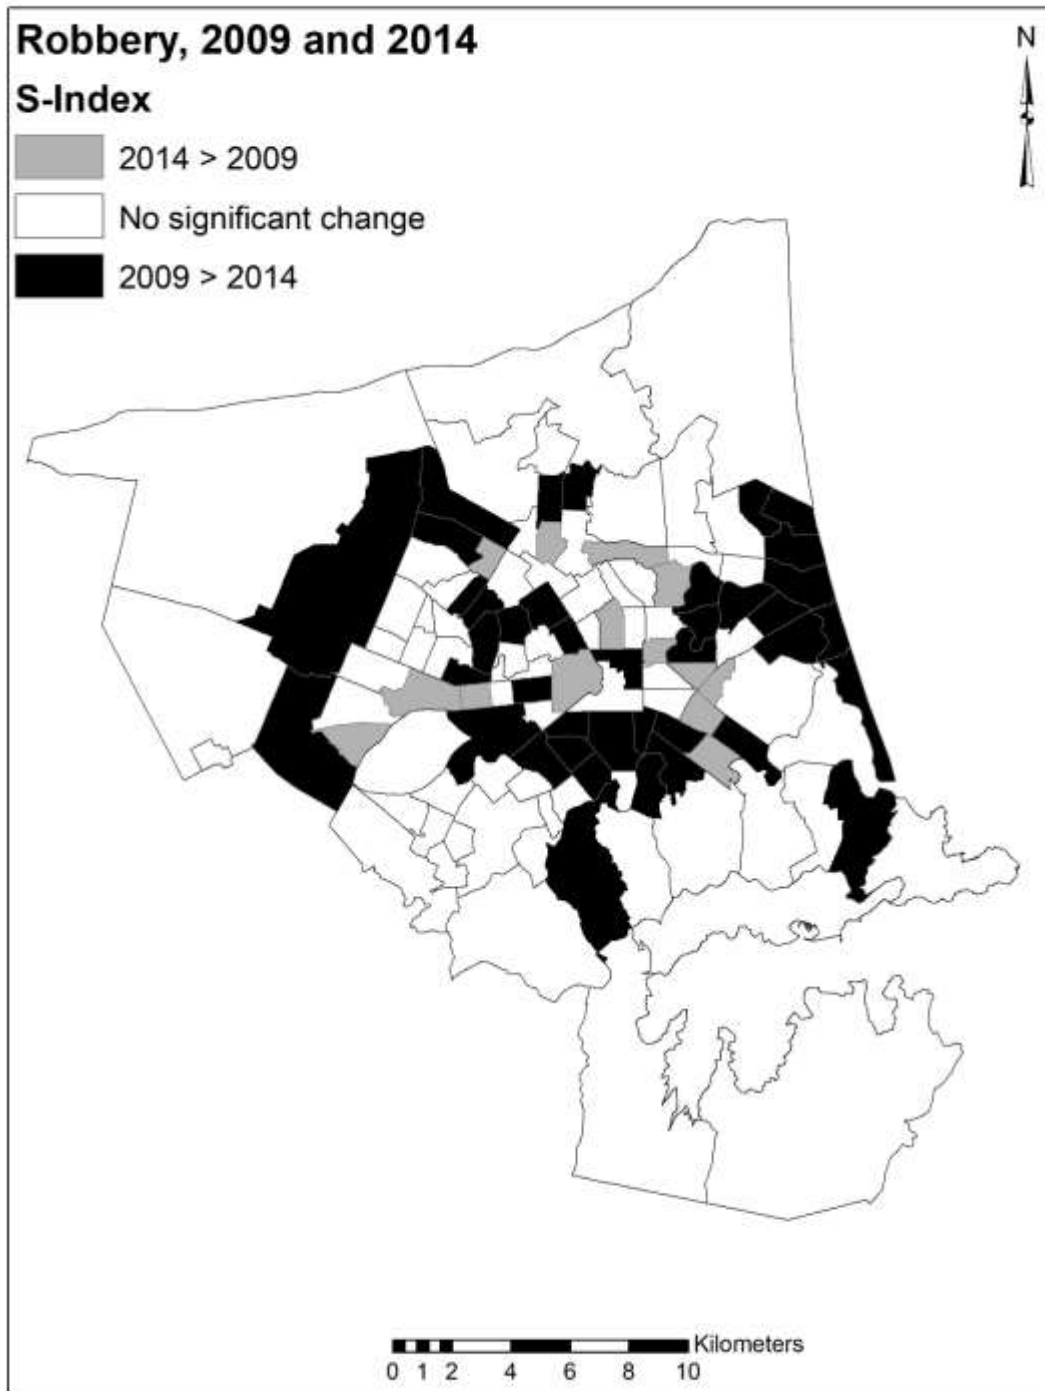 Robbery, 2009 and 2014
S-Index
2014 > 2009
No significant change
2009 > 2014
N
Kilometers
0 1 2 4 6 8 10